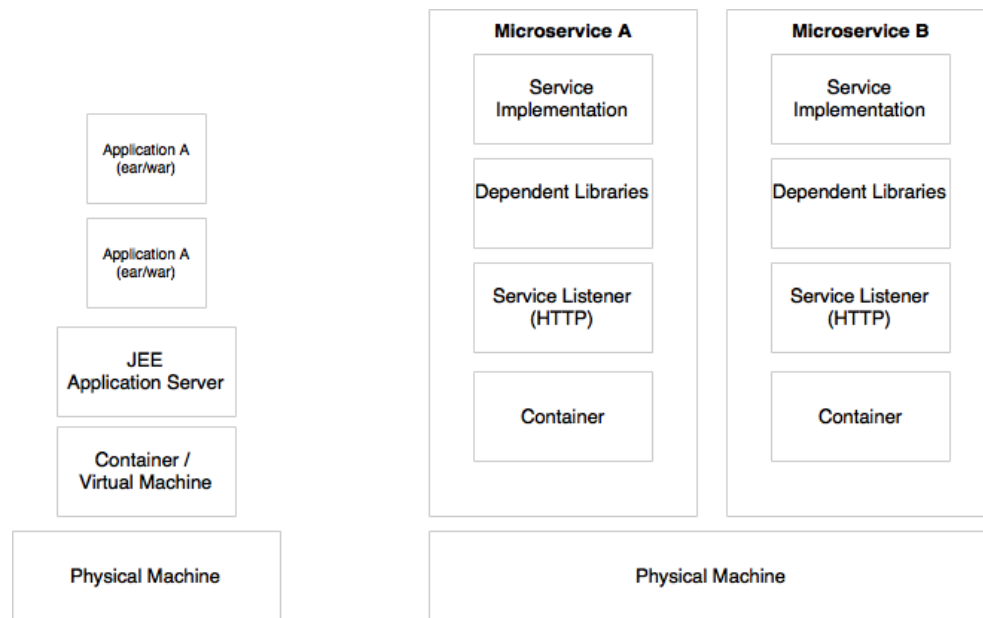 Application A
(ear/war)
Application A
(ear/war)
JEE
Application Server
Container /
Virtual Machine
Physical Machine
Microservice A
Service
Implementation
Dependent Libraries
Service Listener
(HTTP)
Container
Microservice B
Service
Implementation
Dependent Libraries
Service Listener
(HTTP)
Container
Physical Machine